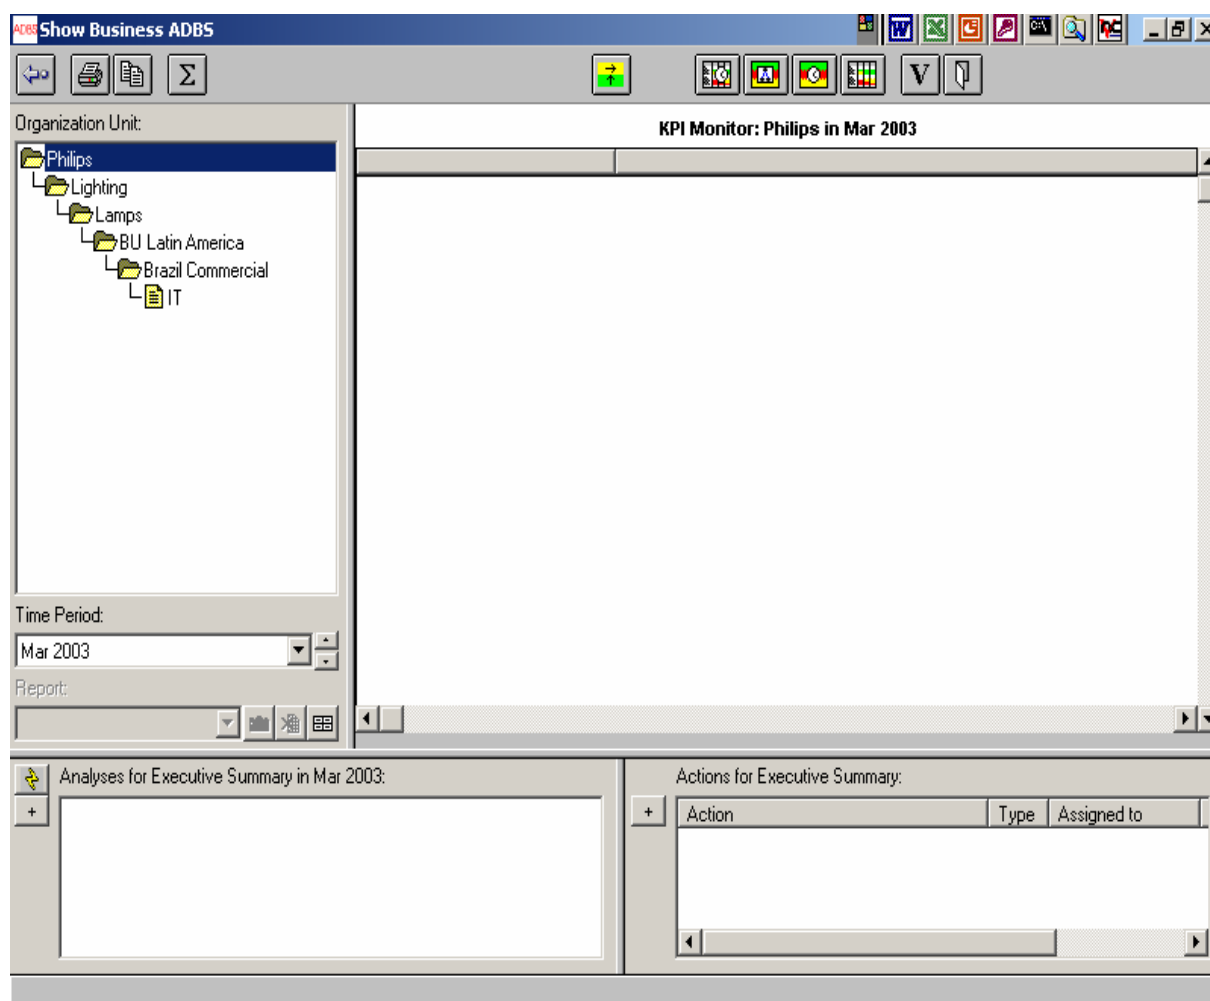 ADBS Show Business ADBS
Σ
V
Organization Unit:
Philips
Lighting
Lamps
BU Latin America
Brazil Commercial
IT
KPI Monitor: Philips in Mar 2003
Time Period:
Mar 2003
Report:
Analyses for Executive Summary in Mar 2003:
+
Actions for Executive Summary:
+
Action Type Assigned to